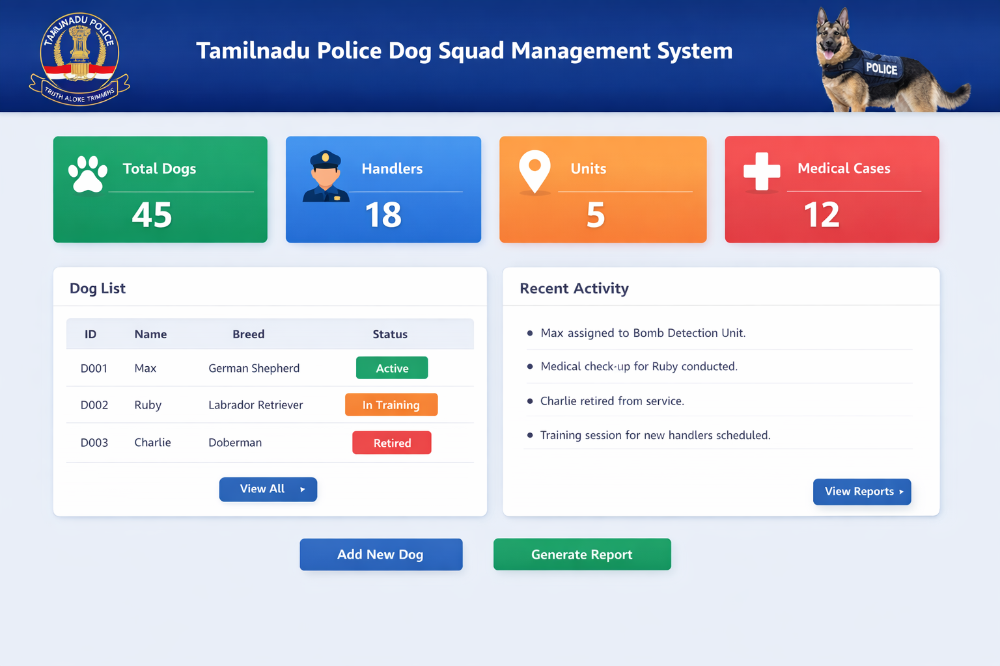 TAMILNADU POLICE
TRUTH ALONE
Tamilnadu Police Dog Squad Management System
POLICE
Total Dogs
45
Handlers
18
Units
5
Medical Cases
12
Dog List
ID Name Breed Status
D001 Max German Shepherd Active
D002 Ruby Labrador Retriever In Training
D003 Charlie Doberman Retired
View All
Recent Activity
• Max assigned to Bomb Detection Unit.
• Medical check-up for Ruby conducted.
• Charlie retired from service.
• Training session for new handlers scheduled.
View Reports
Add New Dog
Generate Report